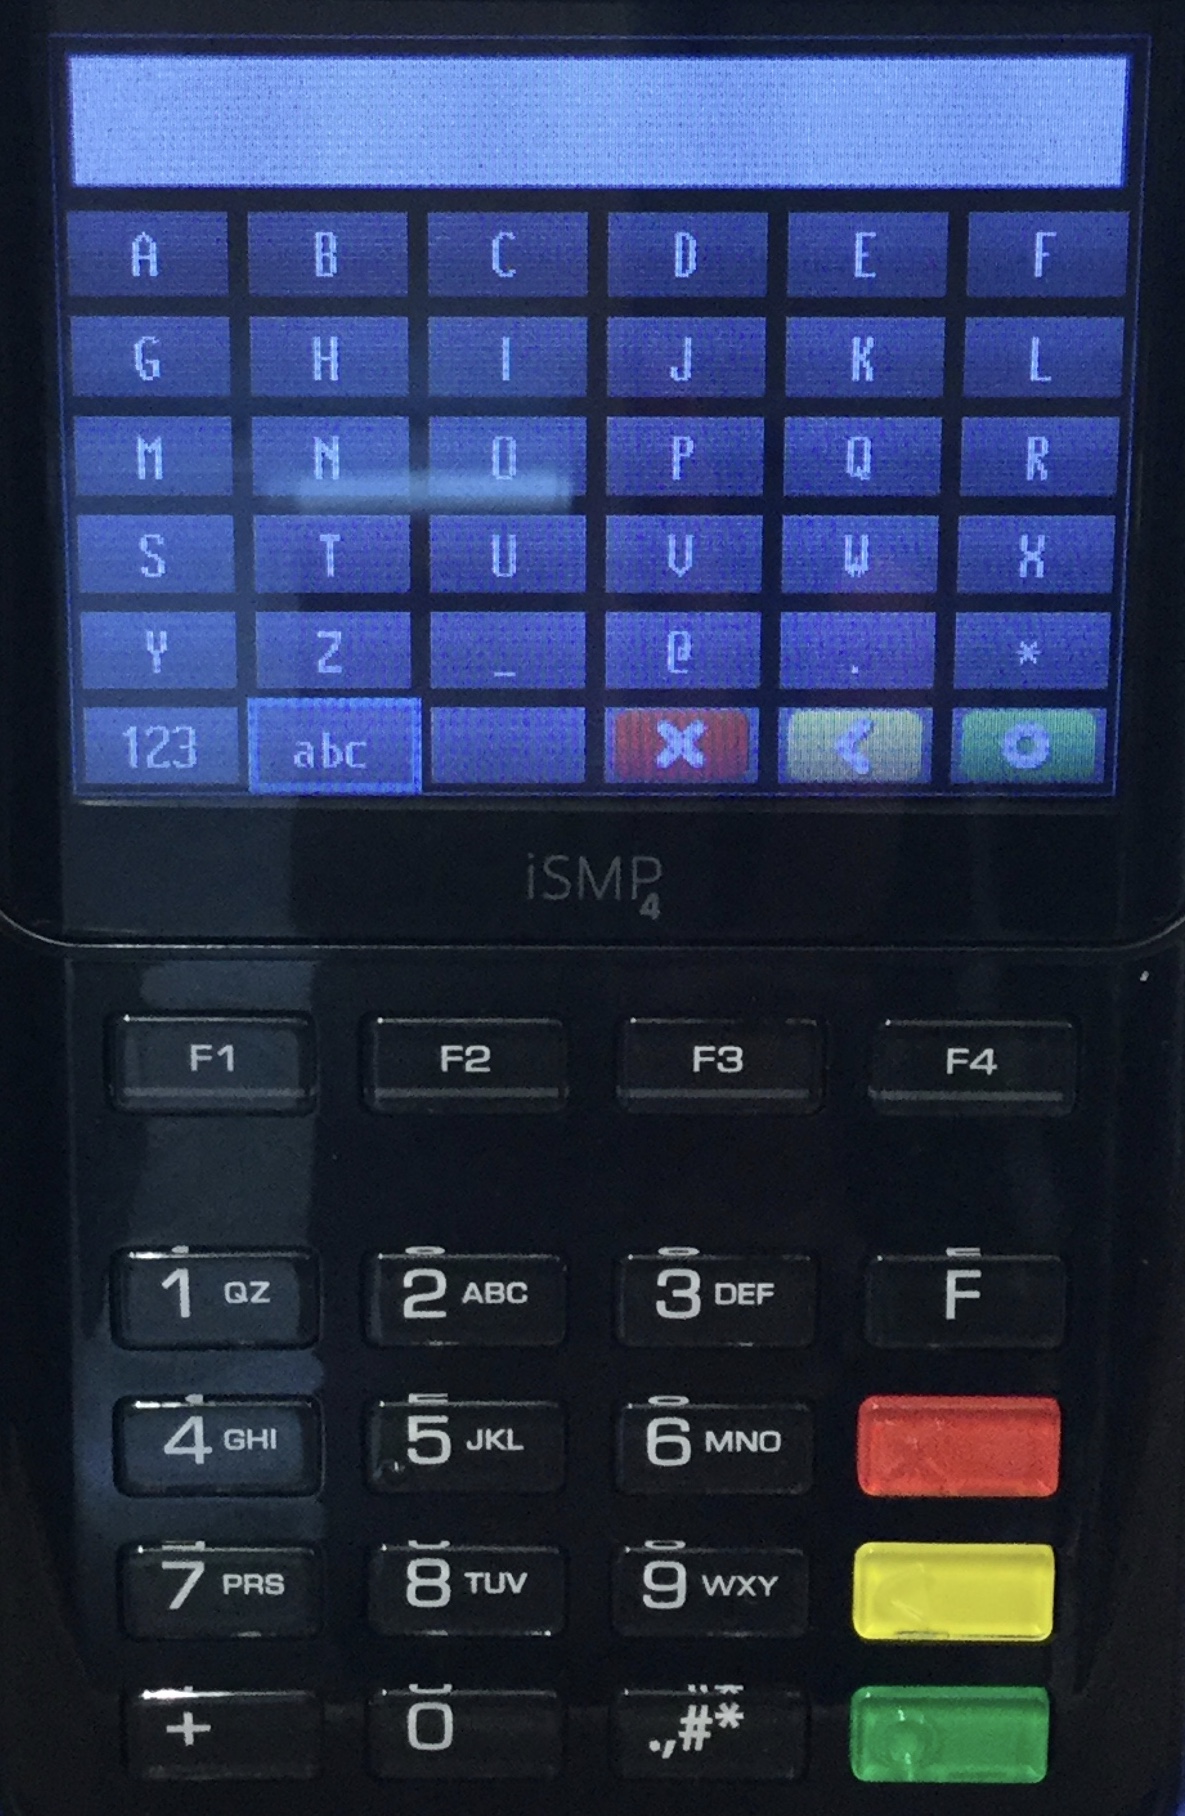 A B C D E F
G H I J K L
M N O P Q R
S T U V W X
Y Z _ @ . *
123 abc
iSMP4
F1 F2 F3 F4
1 QZ 2 ABC 3 DEF F
4 GHI 5 JKL 6 MNO
7 PRS 8 TUV 9 WXY
+ 0 .,#*